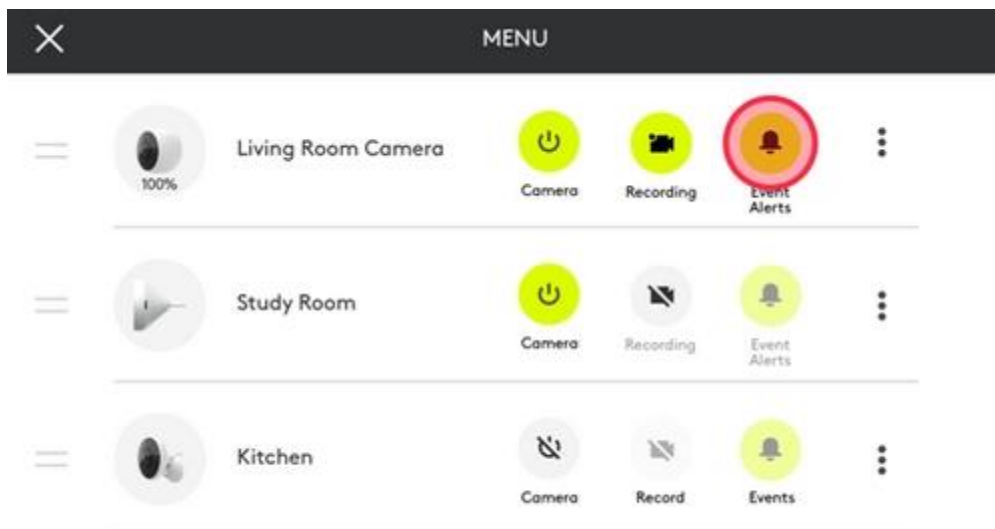 MENU
100%
Living Room Camera
Camera
Recording
Event
Alerts
Study Room
Camera
Recording
Event
Alerts
Kitchen
Camera
Record
Events